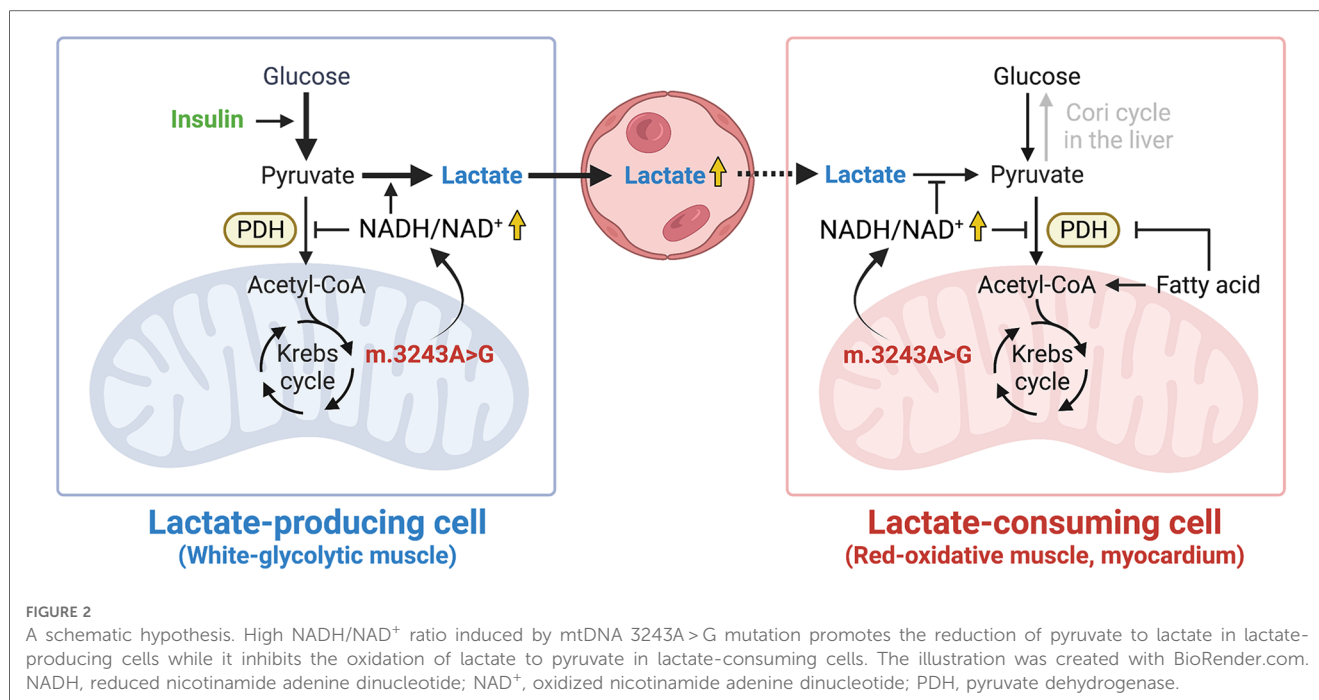 Glucose
Insulin
Pyruvate
Lactate
PDH
NADH/NAD⁺
Acetyl-CoA
Krebs
cycle
m.3243A>G
Lactate-producing cell
(White-glycolytic muscle)
Lactate
Glucose
Cori cycle
in the liver
Lactate
Pyruvate
NADH/NAD⁺
PDH
Acetyl-CoA
Fatty acid
m.3243A>G
Krebs
cycle
Lactate-consuming cell
(Red-oxidative muscle, myocardium)
FIGURE 2
A schematic hypothesis. High NADH/NAD⁺ ratio induced by mtDNA 3243A > G mutation promotes the reduction of pyruvate to lactate in lactate-
producing cells while it inhibits the oxidation of lactate to pyruvate in lactate-consuming cells. The illustration was created with BioRender.com.
NADH, reduced nicotinamide adenine dinucleotide; NAD⁺, oxidized nicotinamide adenine dinucleotide; PDH, pyruvate dehydrogenase.